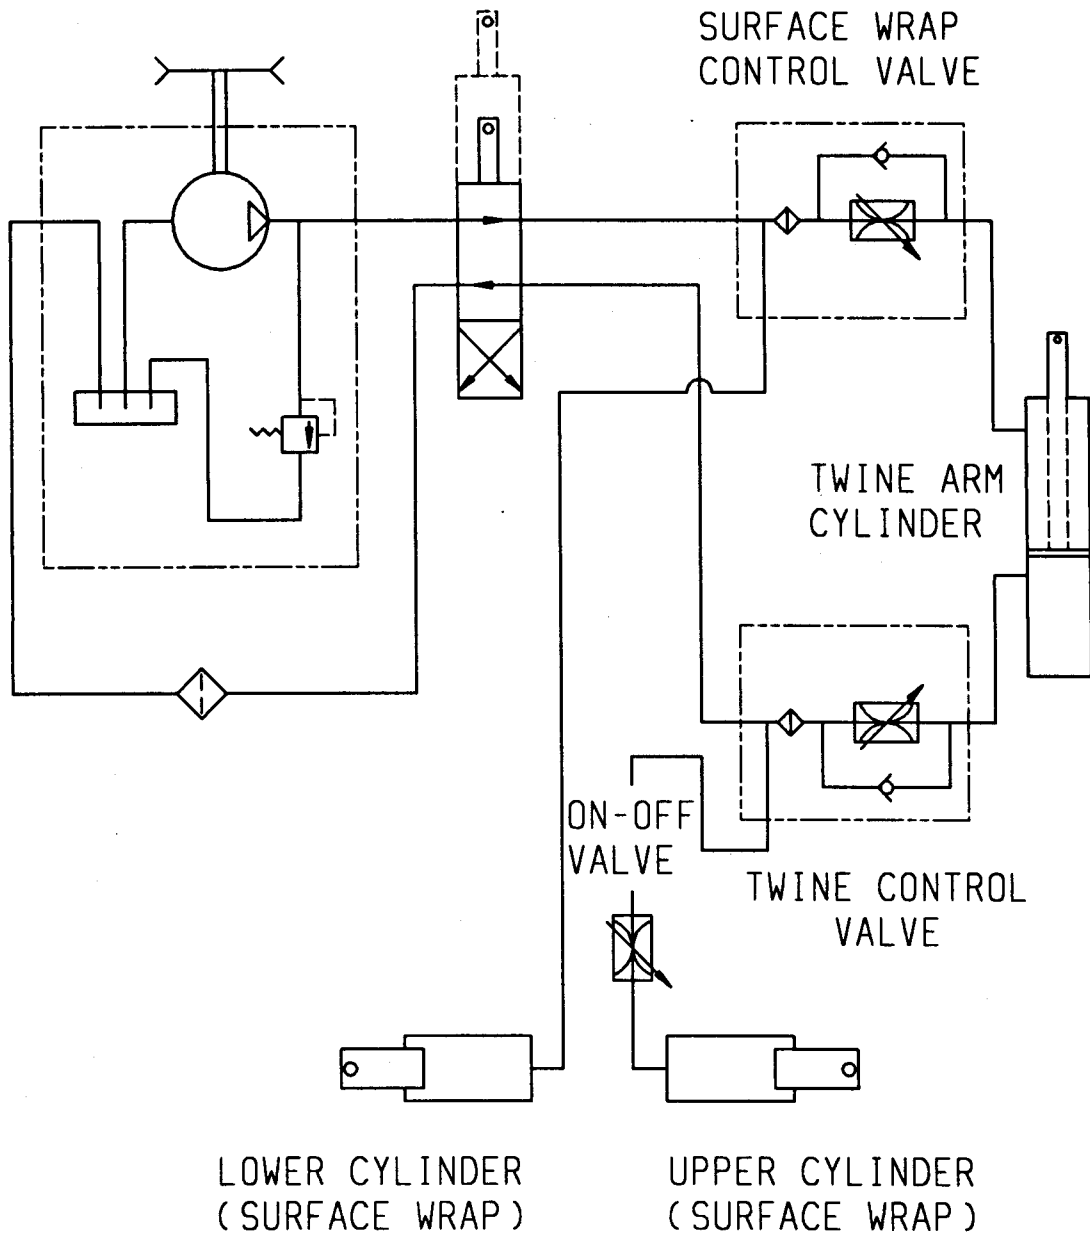 SURFACE WRAP
CONTROL VALVE
TWINE ARM
CYLINDER
ON-OFF
VALVE
TWINE CONTROL
VALVE
LOWER CYLINDER
(SURFACE WRAP)
UPPER CYLINDER
(SURFACE WRAP)